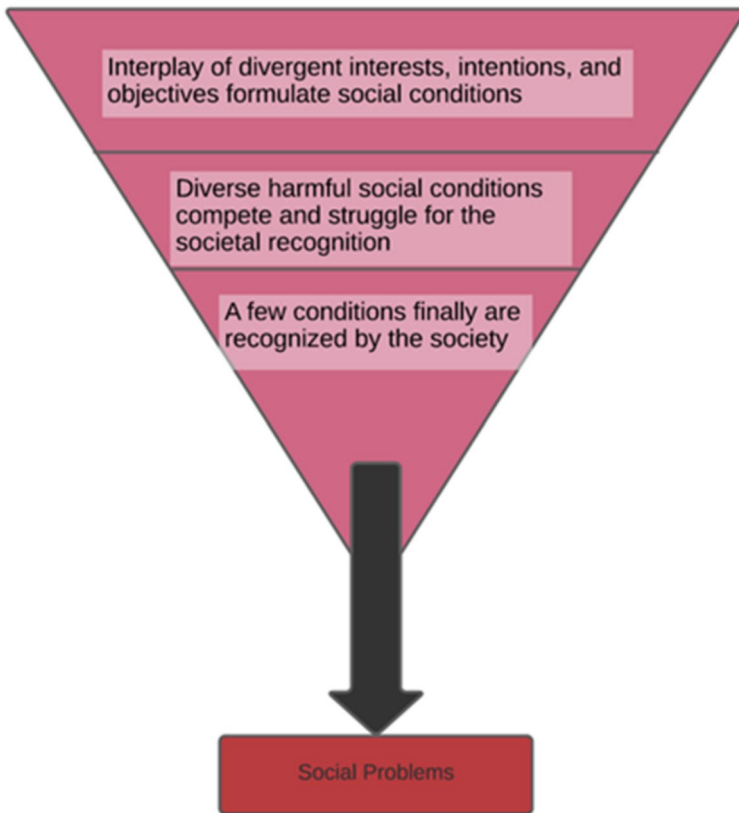 Interplay of divergent interests, intentions, and
objectives formulate social conditions
Diverse harmful social conditions
compete and struggle for the
societal recognition
A few conditions finally are
recognized by the society
Social Problems